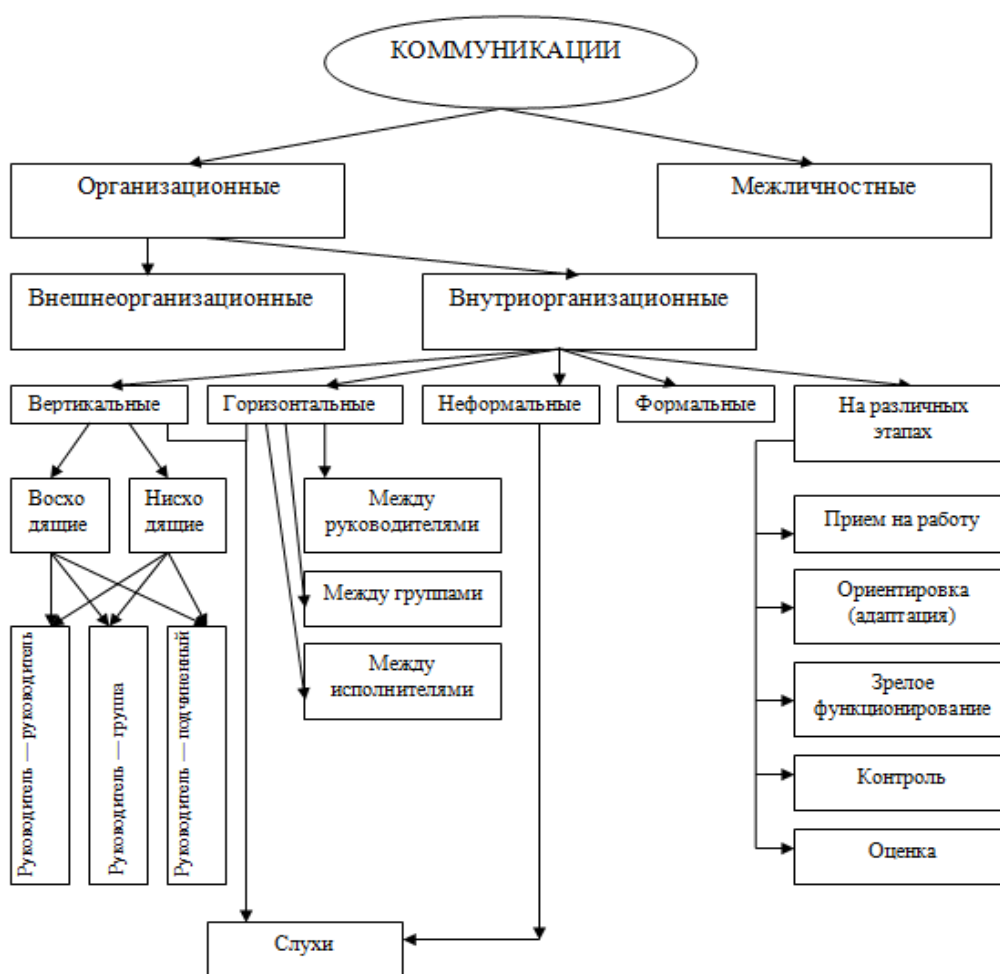 КОММУНИКАЦИИ
Организационные
Межличностные
Внешнеорганизационные
Внутриорганизационные
Вертикальные
Горизонтальные
Неформальные
Формальные
На различных
этапах
Восхо
дящие
Нисхо
дящие
Между
руководителями
Между группами
Между
исполнителями
Прием на работу
Ориентировка
(адаптация)
Зрелое
функционирование
Контроль
Оценка
Руководитель — руководитель
Руководитель — группа
Руководитель — подчиненный
Слухи